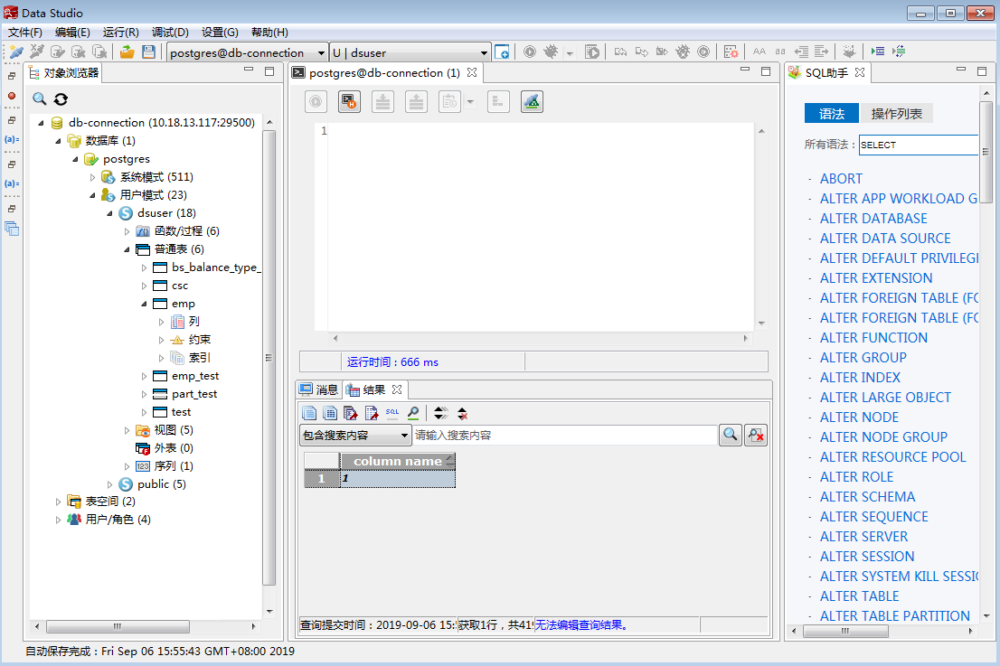 Data Studio
文件(F) 编辑(E) 运行(R) 调试(D) 设置(G) 帮助(H)
postgres@db-connection U | dsuser
对象浏览器
db-connection (10.18.13.117:29500)
数据库 (1)
postgres
系统模式 (511)
用户模式 (23)
dsuser (18)
函数/过程 (6)
普通表 (6)
bs_balance_type_
csc
emp
列
约束
索引
emp_test
part_test
test
视图 (5)
外表 (0)
序列 (1)
public (5)
表空间 (2)
用户/角色 (4)
postgres@db-connection (1)
1
运行时间 : 666 ms
消息 结果
SQL
包含搜索内容 请输入搜索内容
column name
1 1
查询提交时间 : 2019-09-06 15: 获取1行，共419 无法编辑查询结果。
SQL助手
语法 操作列表
所有语法 : SELECT
- ABORT
- ALTER APP WORKLOAD G
- ALTER DATABASE
- ALTER DATA SOURCE
- ALTER DEFAULT PRIVILEGE
- ALTER EXTENSION
- ALTER FOREIGN TABLE (FO
- ALTER FOREIGN TABLE (FO
- ALTER FUNCTION
- ALTER GROUP
- ALTER INDEX
- ALTER LARGE OBJECT
- ALTER NODE
- ALTER NODE GROUP
- ALTER RESOURCE POOL
- ALTER ROLE
- ALTER SCHEMA
- ALTER SEQUENCE
- ALTER SERVER
- ALTER SESSION
- ALTER SYSTEM KILL SESSIO
- ALTER TABLE
- ALTER TABLE PARTITION
自动保存完成 : Fri Sep 06 15:55:43 GMT+08:00 2019